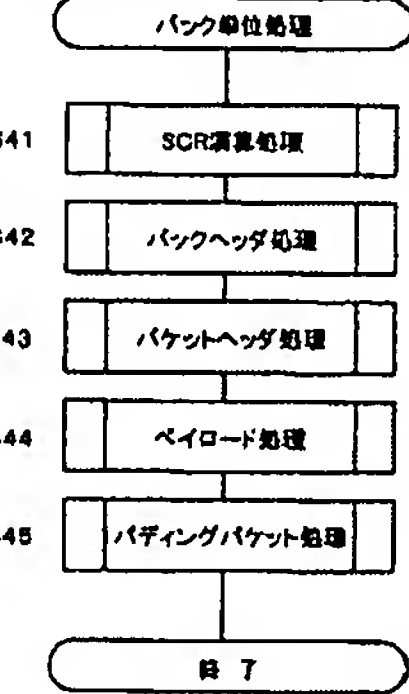 パック単位処理
541
SCR演算処理
542
パックヘッダ処理
43
パケットヘッダ処理
44
ペイロード処理
45
パディングパケット処理
終 了